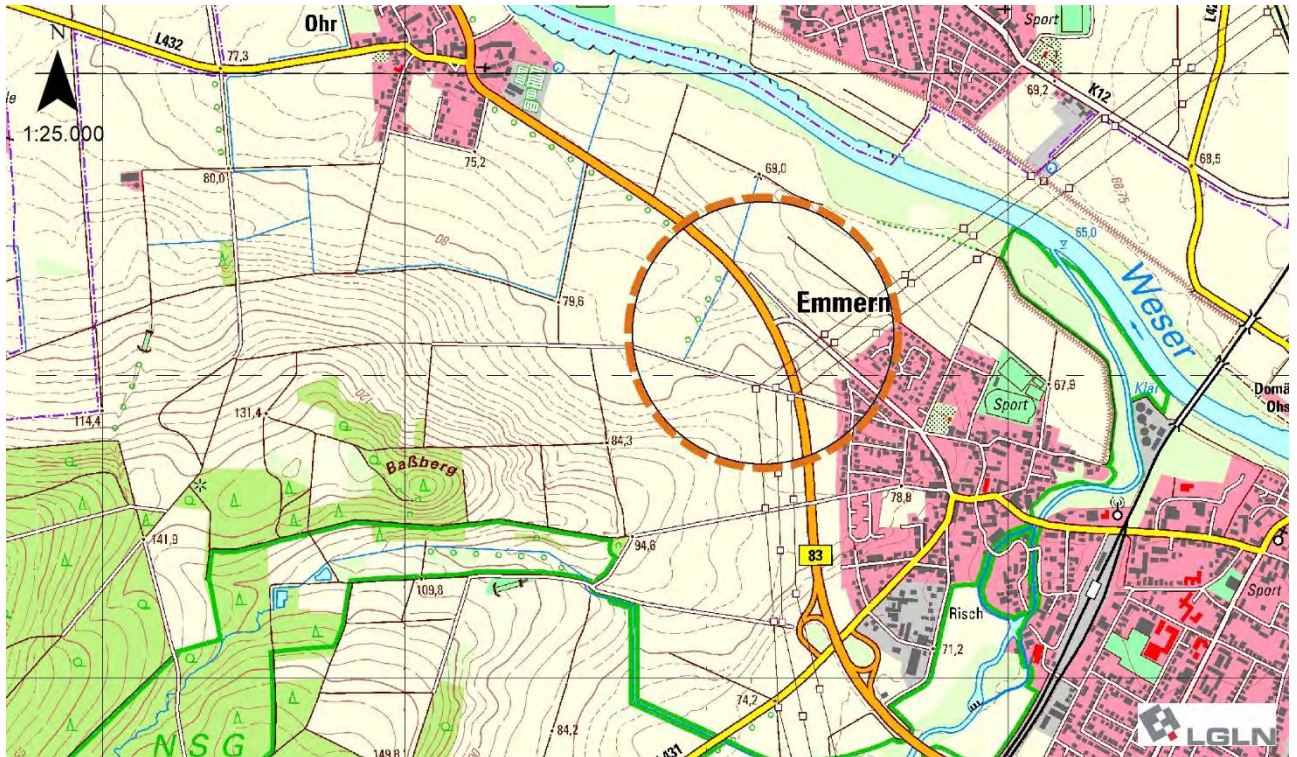 Ohr
Sport
N
L432
77,3
69,2
K12
1:25.000
75,2
69,0
68,5
80,0
68,75
80
65,0
79,6
Emmern
Weser
Klär
67,9
Sport
Domä
Ohs
120
131,4
114,4
84,3
Baßberg
78,8
141,9
94,6
83
109,8
Risch
Sport
71,2
74,2
84,2
NSG
149,8
L431
LGLN